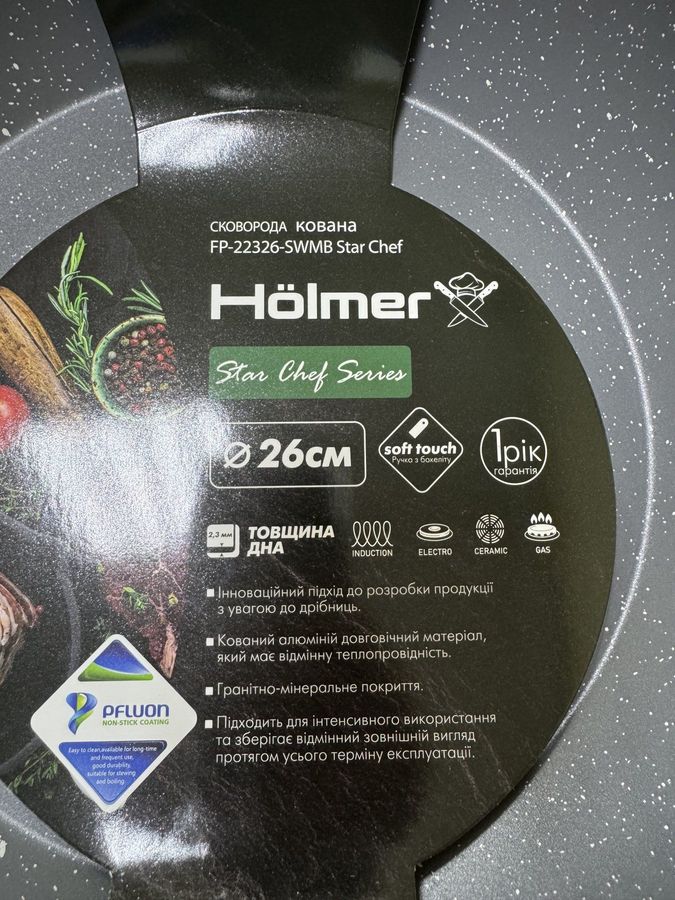 СКОВОРОДА кована
FP-22326-SWMB Star Chef
Hölmer
Star Chef Series
Ø 26см
soft touch
Ручка з бакеліту
1 рік
гарантія
2,3 мм
ТОВЩИНА
ДНА
INDUCTION
ELECTRO
CERAMIC
GAS
Інноваційний підхід до розробки продукції
з увагою до дрібниць.
Кований алюміній довговічний матеріал,
який має відмінну теплопровідність.
Гранітно-мінеральне покриття.
Підходить для інтенсивного використання
та зберігає відмінний зовнішній вигляд
протягом усього терміну експлуатації.
PFLUON
NON-STICK COATING
Easy to clean,available for long-time
and frequent use,
good durability,
suitable for stewing
and boiling.